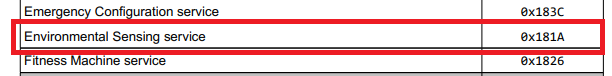 Emergency Configuration service 0x183C
Environmental Sensing service 0x181A
Fitness Machine service 0x1826